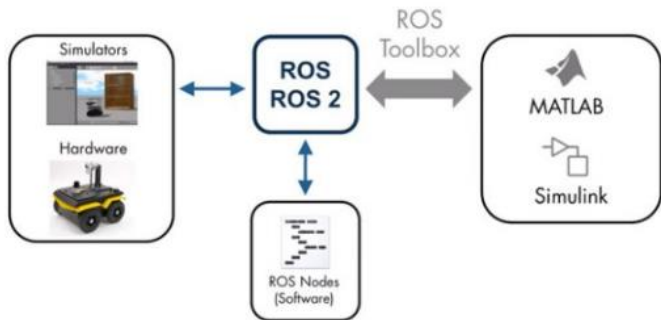 Simulators
Hardware
ROS
ROS 2
ROS
Toolbox
MATLAB
Simulink
ROS Nodes
(Software)